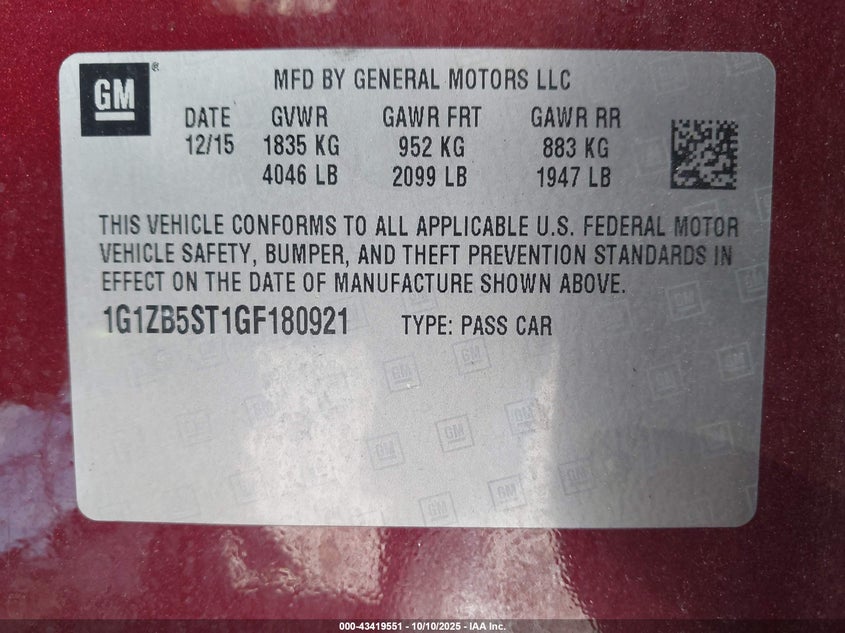 GM®
MFD BY GENERAL MOTORS LLC
DATE GVWR GAWR FRT GAWR RR
12/15 1835 KG 952 KG 883 KG
4046 LB 2099 LB 1947 LB
THIS VEHICLE CONFORMS TO ALL APPLICABLE U.S. FEDERAL MOTOR
VEHICLE SAFETY, BUMPER, AND THEFT PREVENTION STANDARDS IN
EFFECT ON THE DATE OF MANUFACTURE SHOWN ABOVE.
1G1ZB5ST1GF180921 TYPE: PASS CAR
000-43419551 - 10/10/2025 - IAA Inc.